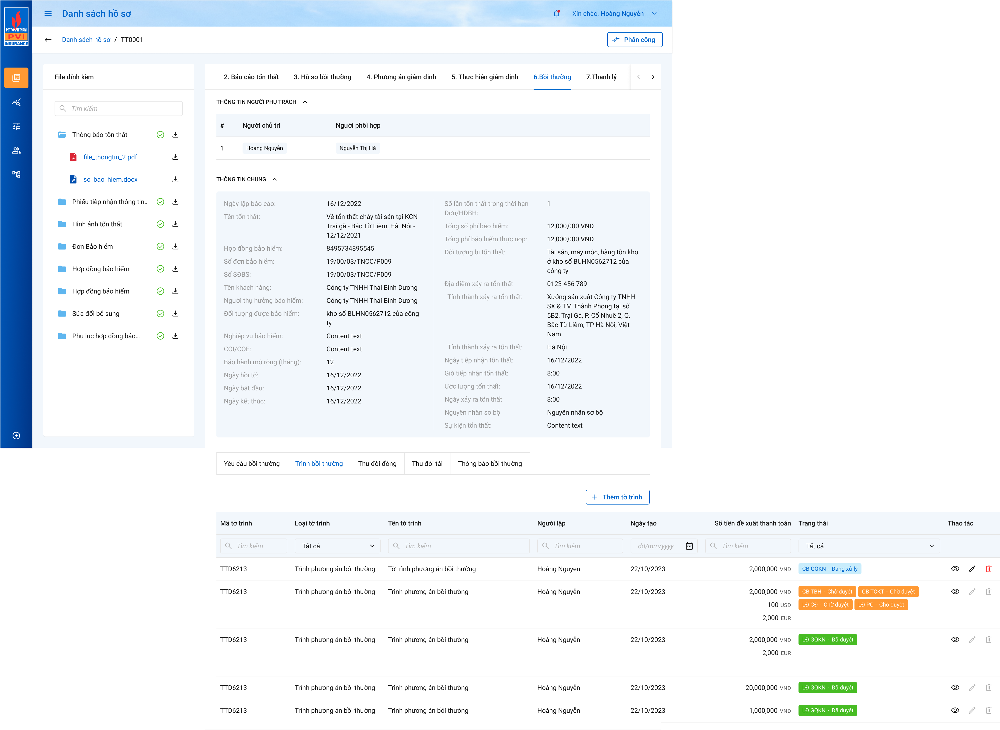 PETROVIETNAM
PVI
INSURANCE
Danh sách hồ sơ
Xin chào, Hoàng Nguyễn
Danh sách hồ sơ / TT0001
Phân công
File đính kèm
Tìm kiếm
Thông báo tổn thất
file_thongtin_2.pdf
so_bao_hiem.docx
Phiếu tiếp nhận thông tin...
Hình ảnh tổn thất
Đơn Bảo hiểm
Hợp đồng bảo hiểm
Hợp đồng bảo hiểm
Sửa đổi bổ sung
Phụ lục hợp đồng bảo...
2. Báo cáo tổn thất 3. Hồ sơ bồi thường 4. Phương án giám định 5. Thực hiện giám định 6.Bồi thường 7.Thanh lý
THÔNG TIN NGƯỜI PHỤ TRÁCH
# Người chủ trì Người phối hợp
1 Hoàng Nguyễn Nguyễn Thị Hà
THÔNG TIN CHUNG
Ngày lập báo cáo: 16/12/2022
Tên tổn thất: Về tổn thất cháy tài sản tại KCN
Trại gà - Bắc Từ Liêm, Hà Nội -
12/12/2021
Hợp đồng bảo hiểm: 8495734895545
Số đơn bảo hiểm: 19/00/03/TNCC/P009
Số SĐBS: 19/00/03/TNCC/P009
Tên khách hàng: Công ty TNHH Thái Bình Dương
Người thụ hưởng bảo hiểm: Công ty TNHH Thái Bình Dương
Đối tượng được bảo hiểm: kho số BUHN0562712 của công
ty
Nghiệp vụ bảo hiểm: Content text
COI/COE: Content text
Bảo hành mở rộng (tháng): 12
Ngày hồi tố: 16/12/2022
Ngày bắt đầu: 16/12/2022
Ngày kết thúc: 16/12/2022
Số lần tổn thất trong thời hạn 1
Đơn/HĐBH:
Tổng số phí bảo hiểm: 12,000,000 VND
Tổng phí bảo hiểm thực nộp: 12,000,000 VND
Đối tượng bị tổn thất: Tài sản, máy móc, hàng tồn kho
ở kho số BUHN0562712 của
công ty
Địa điểm xảy ra tổn thất 0123 456 789
Tỉnh thành xảy ra tổn thất: Xưởng sản xuất Công ty TNHH
SX & TM Thành Phong tại số
5B2, Trại Gà, P. Cổ Nhuế 2, Q.
Bắc Từ Liêm, TP Hà Nội, Việt
Nam
Tỉnh thành xảy ra tổn thất: Hà Nội
Ngày tiếp nhận tổn thất: 16/12/2022
Giờ tiếp nhận tổn thất: 8:00
Ước lượng tổn thất: 16/12/2022
Ngày xảy ra tổn thất 8:00
Nguyên nhân sơ bộ Nguyên nhân sơ bộ
Sự kiện tổn thất: Content text
Yêu cầu bồi thường Trình bồi thường Thu đòi đồng Thu đòi tái Thông báo bồi thường
Thêm tờ trình
Mã tờ trình Loại tờ trình Tên tờ trình Người lập Ngày tạo Số tiền đề xuất thanh toán Trạng thái Thao tác
Tìm kiếm Tất cả Tìm kiếm Tìm kiếm dd/mm/yyyy Tìm kiếm Tất cả
TTD6213 Trình phương án bồi thường Tờ trình phương án bồi thường Hoàng Nguyễn 22/10/2023 2,000,000 VND CB GQKN - Đang xử lý
TTD6213 Trình phương án bồi thường Trình phương án bồi thường Hoàng Nguyễn 22/10/2023 2,000,000 VND CB TBH - Chờ duyệt CB TCKT - Chờ duyệt
100 USD LĐ CĐ - Chờ duyệt LĐ PC - Chờ duyệt
2,000 EUR
TTD6213 Trình phương án bồi thường Trình phương án bồi thường Hoàng Nguyễn 22/10/2023 2,000,000 VND LĐ GQKN - Đã duyệt
2,000 EUR
TTD6213 Trình phương án bồi thường Trình phương án bồi thường Hoàng Nguyễn 22/10/2023 20,000,000 VND LĐ GQKN - Đã duyệt
TTD6213 Trình phương án bồi thường Trình phương án bồi thường Hoàng Nguyễn 22/10/2023 1,000,000 VND LĐ GQKN - Đã duyệt